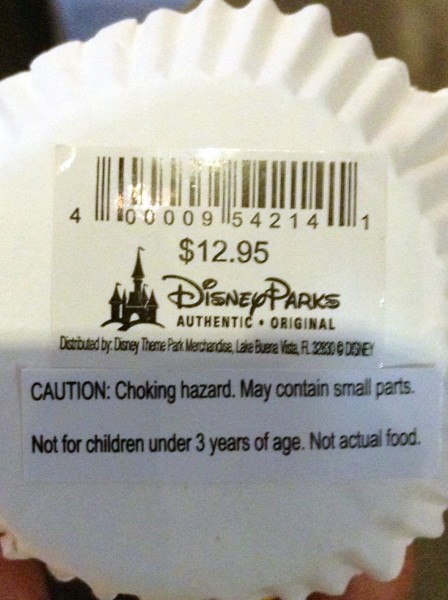 4 00009 54214 1
$12.95
Disney Parks
AUTHENTIC • ORIGINAL
Distributed by: Disney Theme Park Merchandise, Lake Buena Vista, FL 32830 © DISNEY
CAUTION: Choking hazard. May contain small parts.
Not for children under 3 years of age. Not actual food.